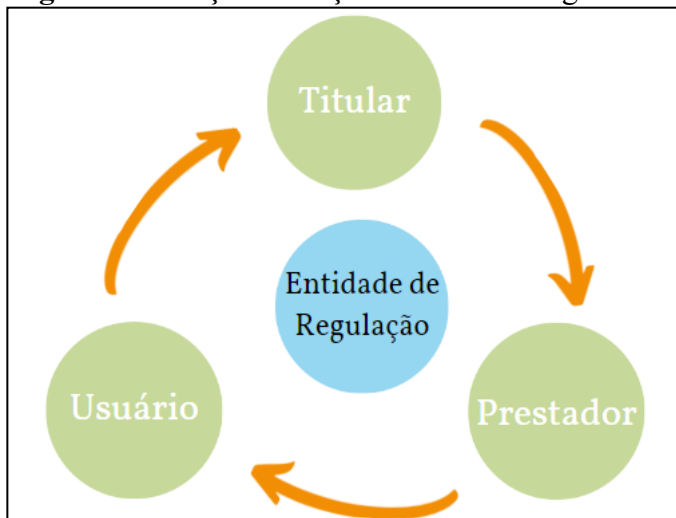 Titular
Entidade de
Regulação
Usuário
Prestador